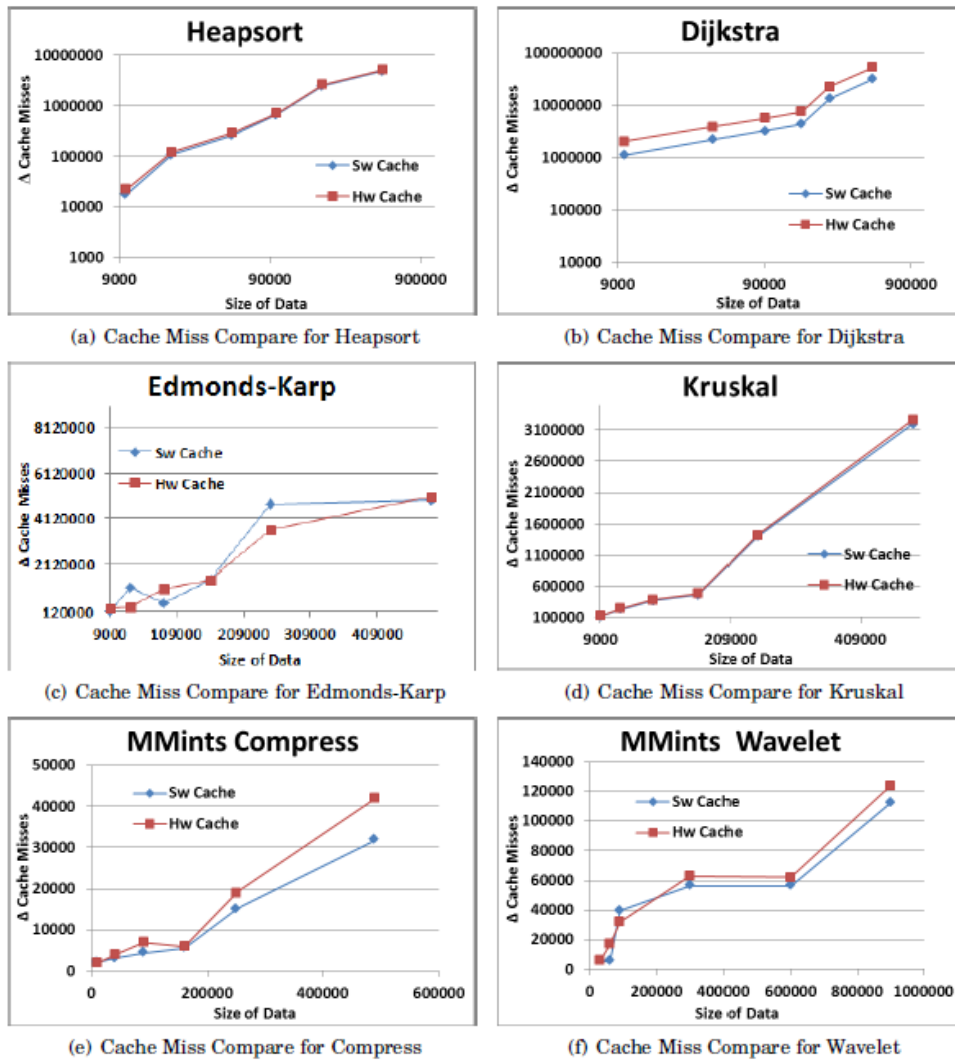 Heapsort
Δ Cache Misses
10000000
1000000
100000
10000
1000
Sw Cache
Hw Cache
9000 90000 900000
Size of Data
(a) Cache Miss Compare for Heapsort
Dijkstra
Δ Cache Misses
100000000
10000000
1000000
100000
10000
Sw Cache
Hw Cache
9000 90000 900000
Size of Data
(b) Cache Miss Compare for Dijkstra
Edmonds-Karp
Δ Cache Misses
8120000
6120000
4120000
2120000
120000
Sw Cache
Hw Cache
9000 109000 209000 309000 409000
Size of Data
(c) Cache Miss Compare for Edmonds-Karp
Kruskal
Δ Cache Misses
3100000
2600000
2100000
1600000
1100000
600000
100000
Sw Cache
Hw Cache
9000 209000 409000
Size of Data
(d) Cache Miss Compare for Kruskal
MMints Compress
Δ Cache Misses
50000
40000
30000
20000
10000
0
Sw Cache
Hw Cache
0 200000 400000 600000
Size of Data
(e) Cache Miss Compare for Compress
MMints Wavelet
Δ Cache Misses
140000
120000
100000
80000
60000
40000
20000
0
Sw Cache
Hw Cache
0 200000 400000 600000 800000 1000000
Size of Data
(f) Cache Miss Compare for Wavelet